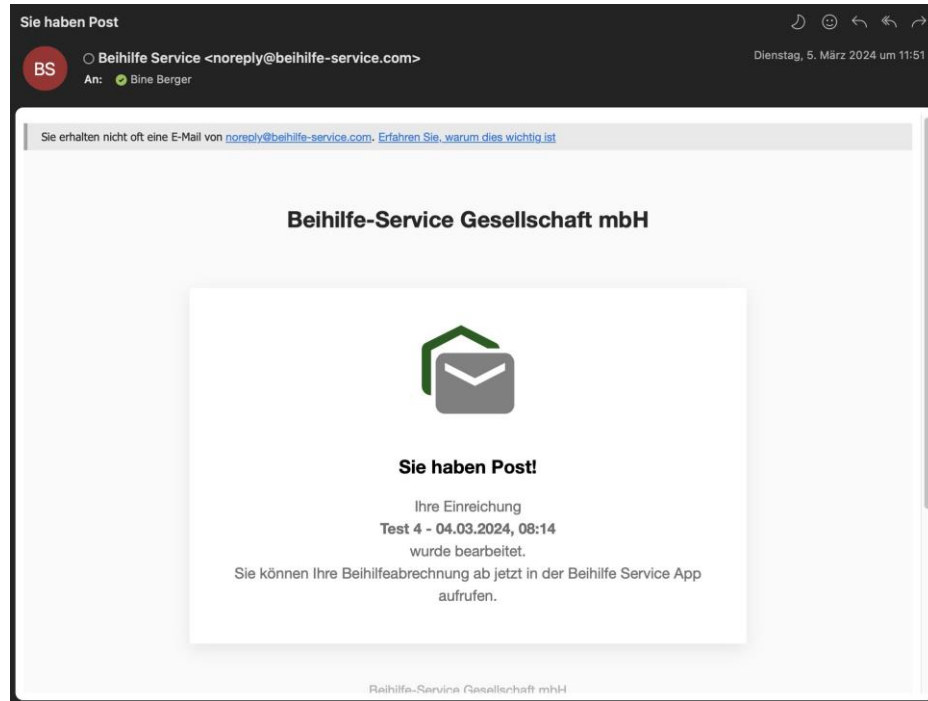 Sie haben Post
BS
Beihilfe Service <noreply@beihilfe-service.com>
Dienstag, 5. März 2024 um 11:51
An: Bine Berger
Sie erhalten nicht oft eine E-Mail von noreply@beihilfe-service.com. Erfahren Sie, warum dies wichtig ist
Beihilfe-Service Gesellschaft mbH
Sie haben Post!
Ihre Einreichung
Test 4 - 04.03.2024, 08:14
wurde bearbeitet.
Sie können Ihre Beihilfeabrechnung ab jetzt in der Beihilfe Service App
aufrufen.
Beihilfe-Service Gesellschaft mbH